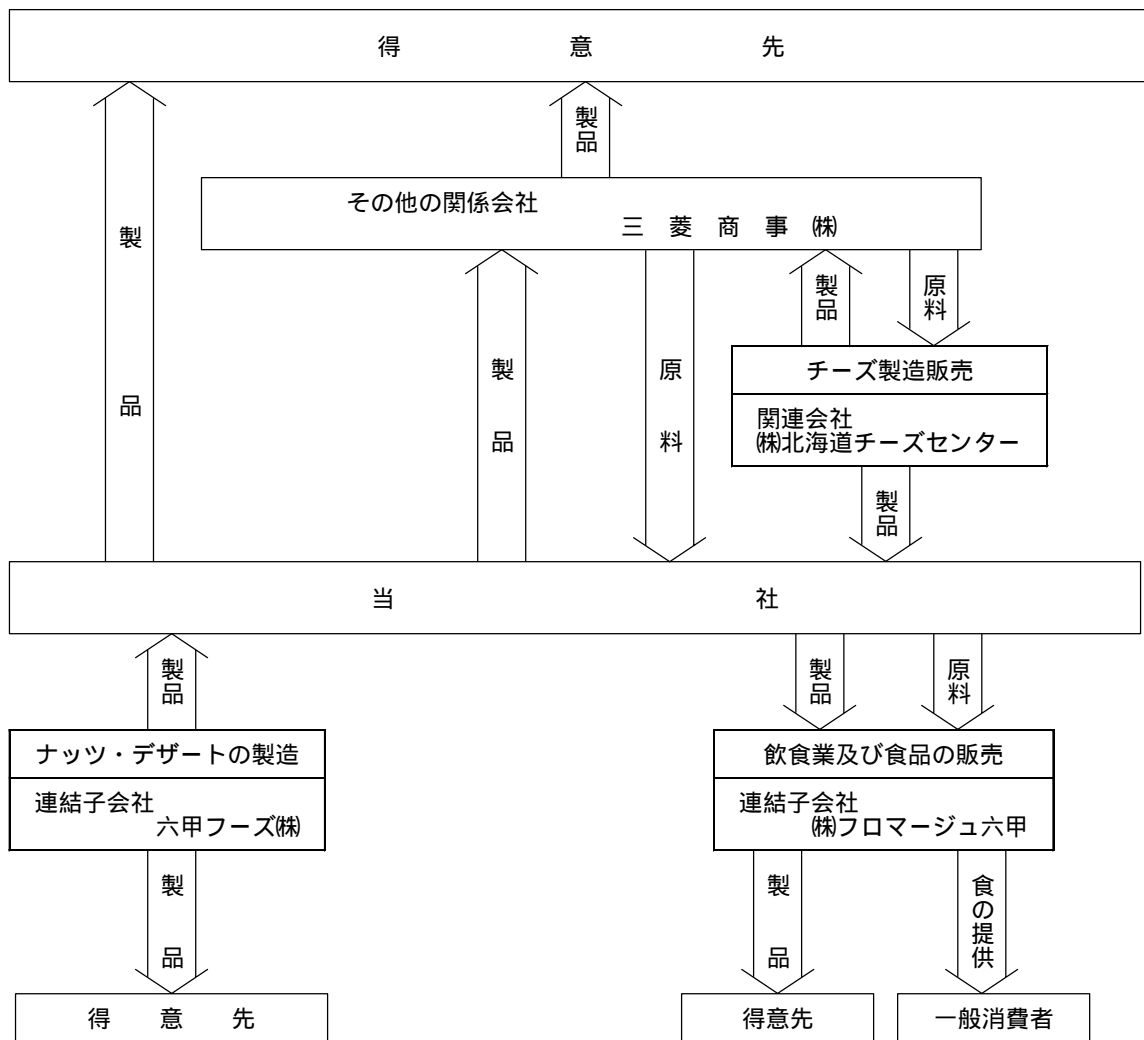 得意先
製品
その他の関係会社
三菱商事㈱
製品
製品
原料
製品
原料
チーズ製造販売
関連会社
㈱北海道チーズセンター
製品
当社
製品
製品
原料
ナッツ・デザートの製造
連結子会社
六甲フーズ㈱
飲食業及び食品の販売
連結子会社
㈱フロマージュ六甲
製品
製品
食の提供
得意先
得意先
一般消費者